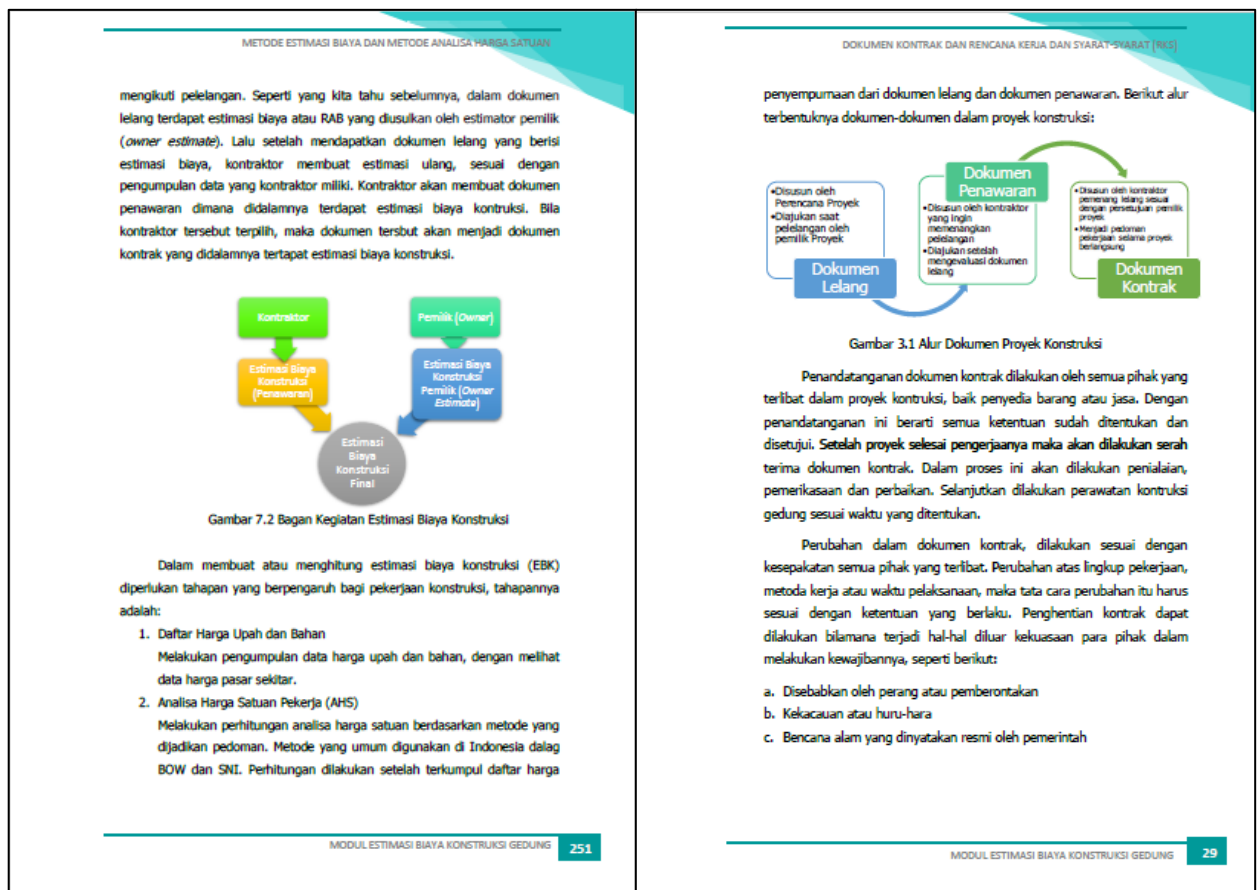 METODE ESTIMASI BIAYA DAN METODE ANALISA HARGA SATUAN
mengikuti pelelangan. Seperti yang kita tahu sebelumnya, dalam dokumen
lelang terdapat estimasi biaya atau RAB yang diusulkan oleh estimator pemilik
(owner estimate). Lalu setelah mendapatkan dokumen lelang yang berisi
estimasi biaya, kontraktor membuat estimasi ulang, sesuai dengan
pengumpulan data yang kontraktor miliki. Kontraktor akan membuat dokumen
penawaran dimana didalamnya terdapat estimasi biaya kontruksi. Bila
kontraktor tersebut terpilih, maka dokumen tersbut akan menjadi dokumen
kontrak yang didalamnya tertapat estimasi biaya konstruksi.
Kontraktor
Pemilik (Owner)
Estimasi Biaya
Konstruksi
(Penawaran)
Estimasi Biaya
Konstruksi
Pemilik (Owner
Estimate)
Estimasi
Biaya
Konstruksi
Final
Gambar 7.2 Bagan Kegiatan Estimasi Biaya Konstruksi
Dalam membuat atau menghitung estimasi biaya konstruksi (EBK)
diperlukan tahapan yang berpengaruh bagi pekerjaan konstruksi, tahapannya
adalah:
1. Daftar Harga Upah dan Bahan
Melakukan pengumpulan data harga upah dan bahan, dengan melihat
data harga pasar sekitar.
2. Analisa Harga Satuan Pekerja (AHS)
Melakukan perhitungan analisa harga satuan berdasarkan metode yang
dijadikan pedoman. Metode yang umum digunakan di Indonesia dalag
BOW dan SNI. Perhitungan dilakukan setelah terkumpul daftar harga
MODUL ESTIMASI BIAYA KONSTRUKSI GEDUNG 251
DOKUMEN KONTRAK DAN RENCANA KERJA DAN SYARAT-SYARAT (RKS)
penyempurnaan dari dokumen lelang dan dokumen penawaran. Berikut alur
terbentuknya dokumen-dokumen dalam proyek konstruksi:
•Disusun oleh
Perencana Proyek
•Diajukan saat
pelelangan oleh
pemilik Proyek
Dokumen
Lelang
Dokumen
Penawaran
•Disusun oleh kontraktor
yang ingin
memenangkan
pelelangan
•Diajukan setelah
mengevaluasi dokumen
lelang
•Disusun oleh kontraktor
pemenang lelang sesuai
dengan persetujuan pemilik
proyek
•Menjadi pedoman
pekerjaan selama proyek
berlangsung
Dokumen
Kontrak
Gambar 3.1 Alur Dokumen Proyek Konstruksi
Penandatanganan dokumen kontrak dilakukan oleh semua pihak yang
terlibat dalam proyek kontruksi, baik penyedia barang atau jasa. Dengan
penandatanganan ini berarti semua ketentuan sudah ditentukan dan
disetujui. Setelah proyek selesai pengerjaanya maka akan dilakukan serah
terima dokumen kontrak. Dalam proses ini akan dilakukan penialaian,
pemerikasaan dan perbaikan. Selanjutkan dilakukan perawatan kontruksi
gedung sesuai waktu yang ditentukan.
Perubahan dalam dokumen kontrak, dilakukan sesuai dengan
kesepakatan semua pihak yang terlibat. Perubahan atas lingkup pekerjaan,
metoda kerja atau waktu pelaksanaan, maka tata cara perubahan itu harus
sesuai dengan ketentuan yang berlaku. Penghentian kontrak dapat
dilakukan bilamana terjadi hal-hal diluar kekuasaan para pihak dalam
melakukan kewajibannya, seperti berikut:
a. Disebabkan oleh perang atau pemberontakan
b. Kekacauan atau huru-hara
c. Bencana alam yang dinyatakan resmi oleh pemerintah
MODUL ESTIMASI BIAYA KONSTRUKSI GEDUNG 29